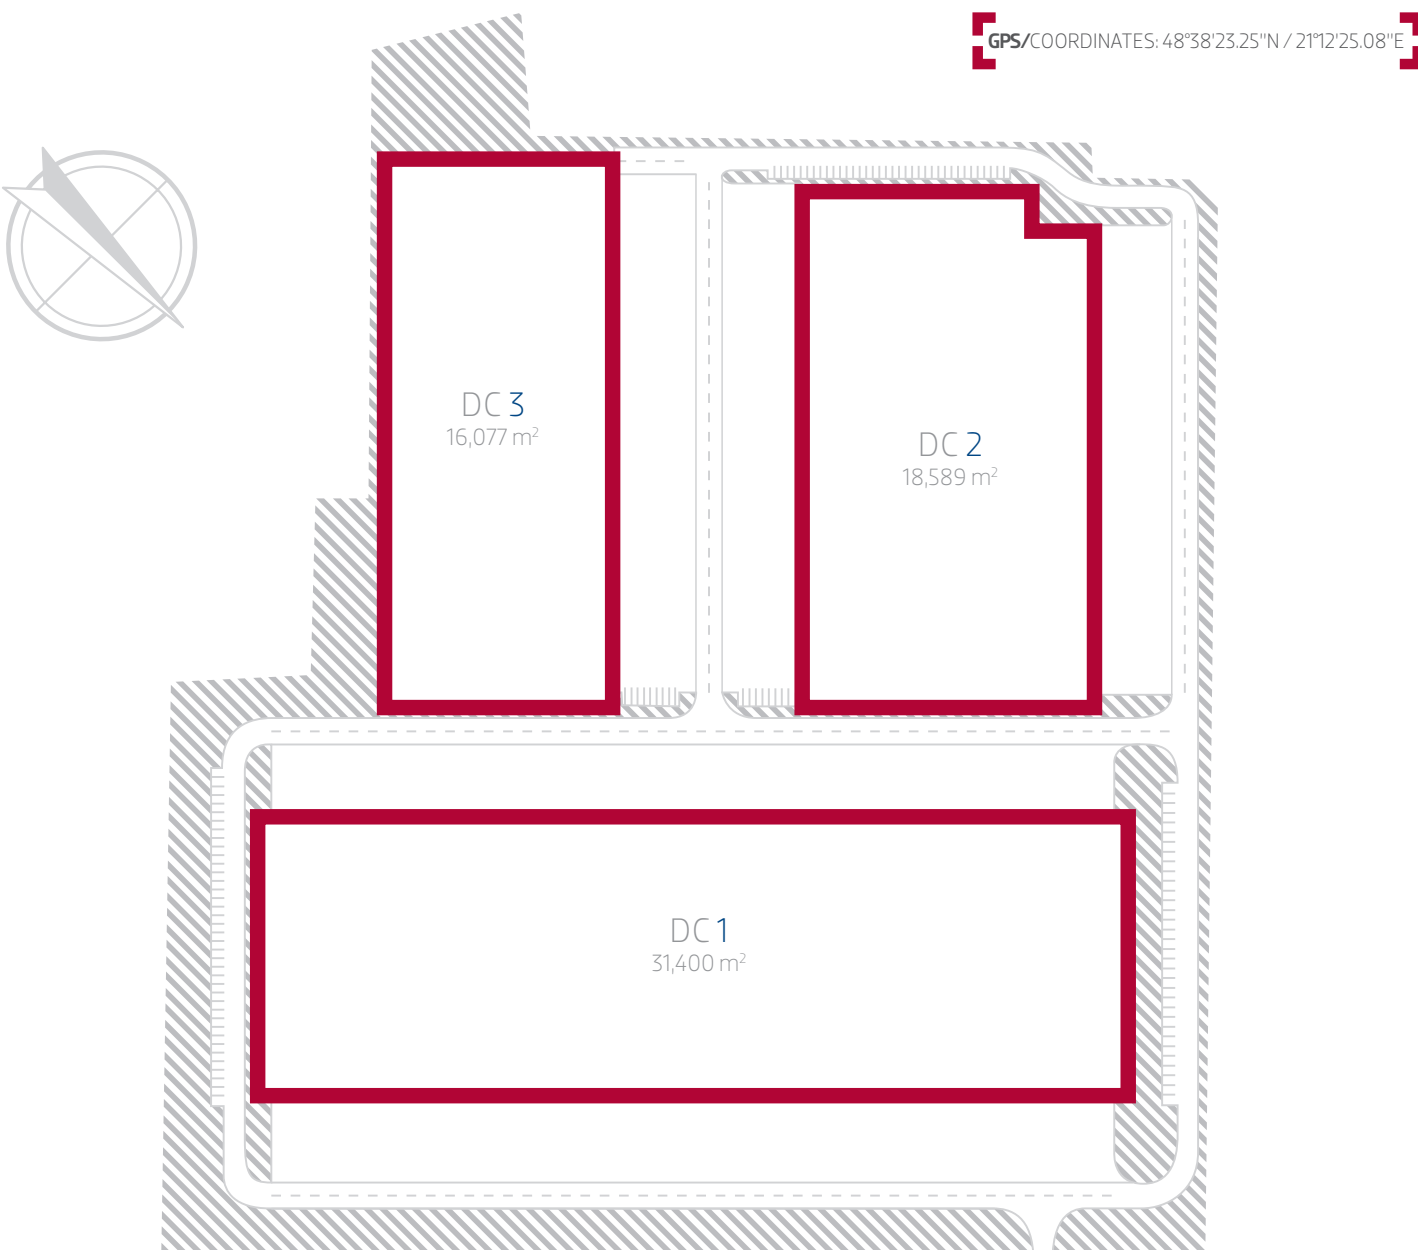 GPS/COORDINATES: 48°38'23.25"N / 21°12'25.08"E
DC 3
16,077 m²
DC 2
18,589 m²
DC 1
31,400 m²